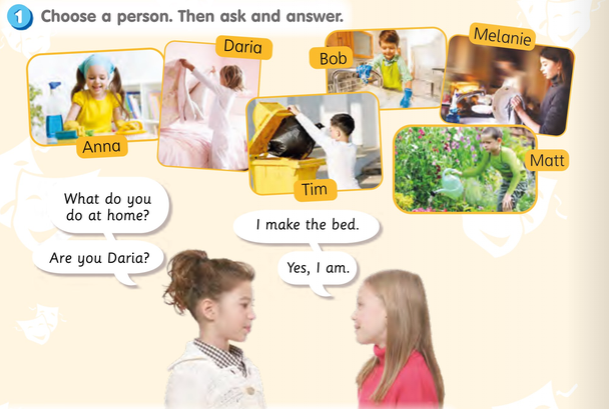 1 Choose a person. Then ask and answer.
Daria
Melanie
Bob
Anna
Tim
Matt
What do you
do at home?
I make the bed.
Are you Daria?
Yes, I am.